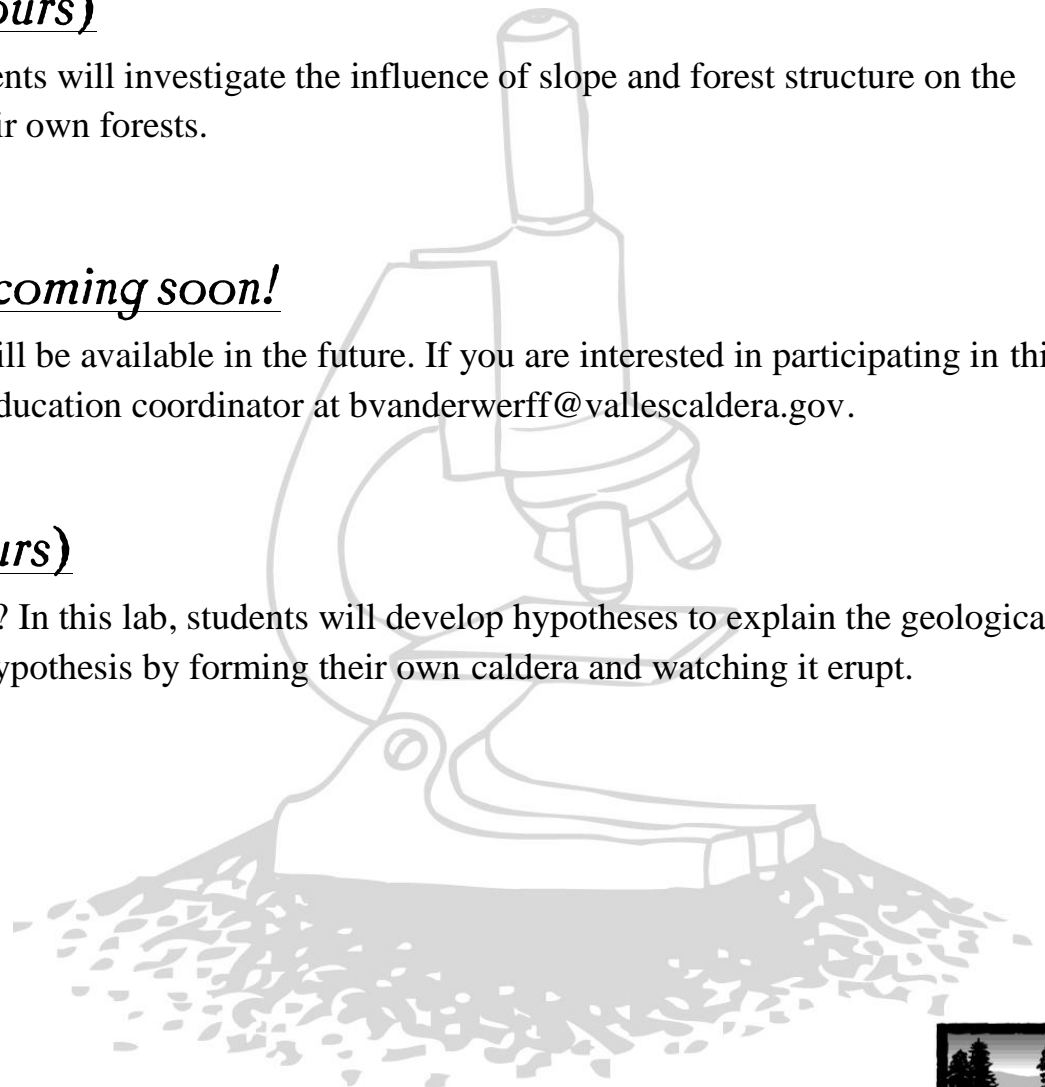 ours)
ents will investigate the influence of slope and forest structure on the
ir own forests.
coming soon!
ill be available in the future. If you are interested in participating in thi
ducation coordinator at bvanderwerff@vallescaldera.gov.
urs)
? In this lab, students will develop hypotheses to explain the geologica
ypothesis by forming their own caldera and watching it erupt.